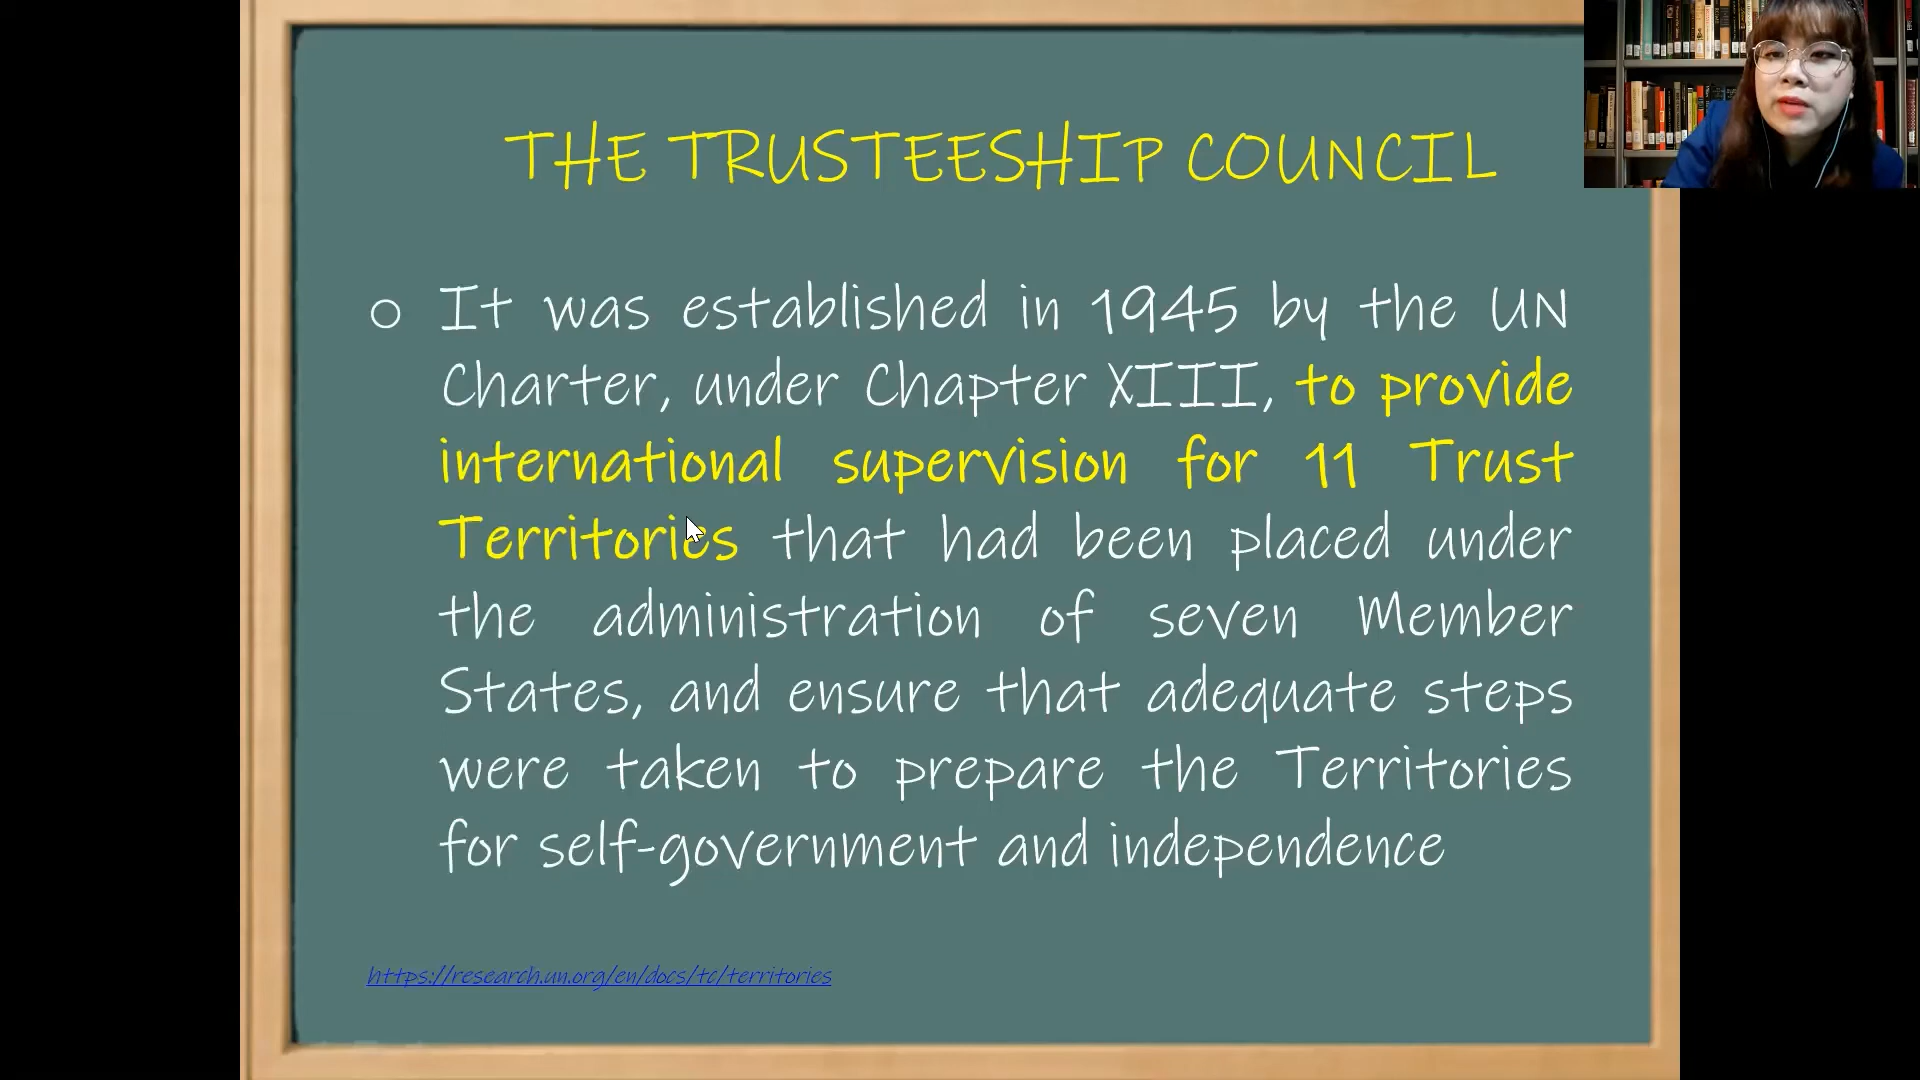 THE TRUSTEESHIP COUNCIL
o It was established in 1945 by the UN
Charter, under Chapter XIII, to provide
international supervision for 11 Trust
Territories that had been placed under
the administration of seven Member
States, and ensure that adequate steps
were taken to prepare the Territories
for self-government and independence
https://research.un.org/en/docs/tc/territories